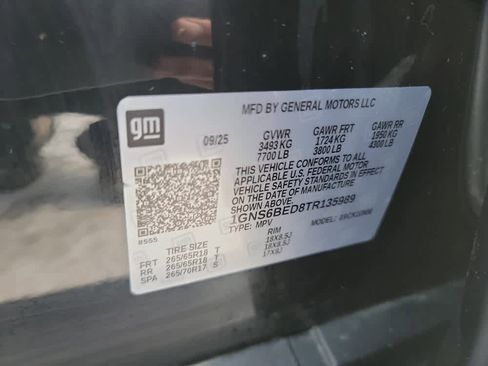 gm
MFD BY GENERAL MOTORS LLC
09/25 GVWR GAWR FRT GAWR RR
3493 KG 1724 KG 1950 KG
7700 LB 3800 LB 4300 LB
THIS VEHICLE CONFORMS TO ALL
APPLICABLE U.S. FEDERAL MOTOR
VEHICLE SAFETY STANDARDS IN EFFECT
ON DATE OF MANUFACTURE
1GNS6BED8TR135989
TYPE: MPV MODEL:
8555
TIRE SIZE RIM
FRT 265/65R18 T 18X8.5J
RR 265/65R18 T 18X8.5J
SPA 265/70R17 S 17X8J